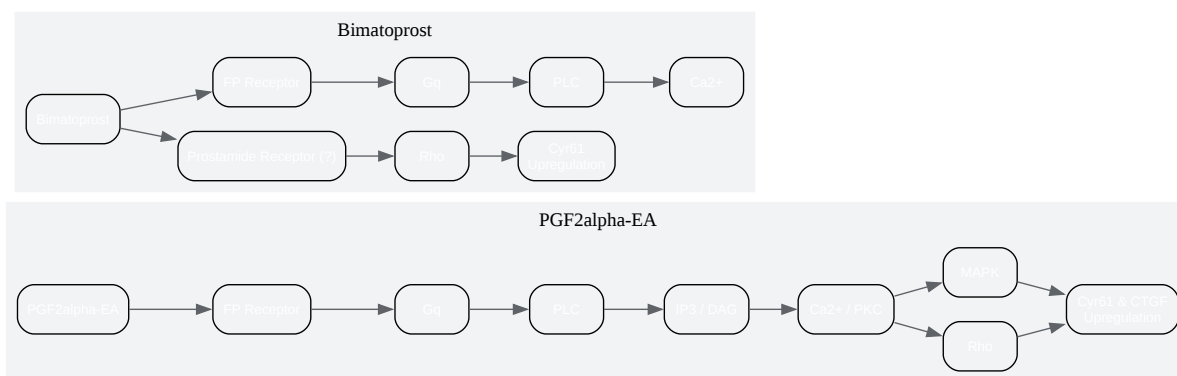 Bimatoprost
FP Receptor
Gq
PLC
Ca2+
Bimatoprost
Prostamide Receptor (?)
Rho
Cyr61
Upregulation
PGF2alpha-EA
MAPK
PGF2alpha-EA
FP Receptor
Gq
PLC
IP3 / DAG
Ca2+ / PKC
Cyr61 & CTGF
Upregulation
Rho